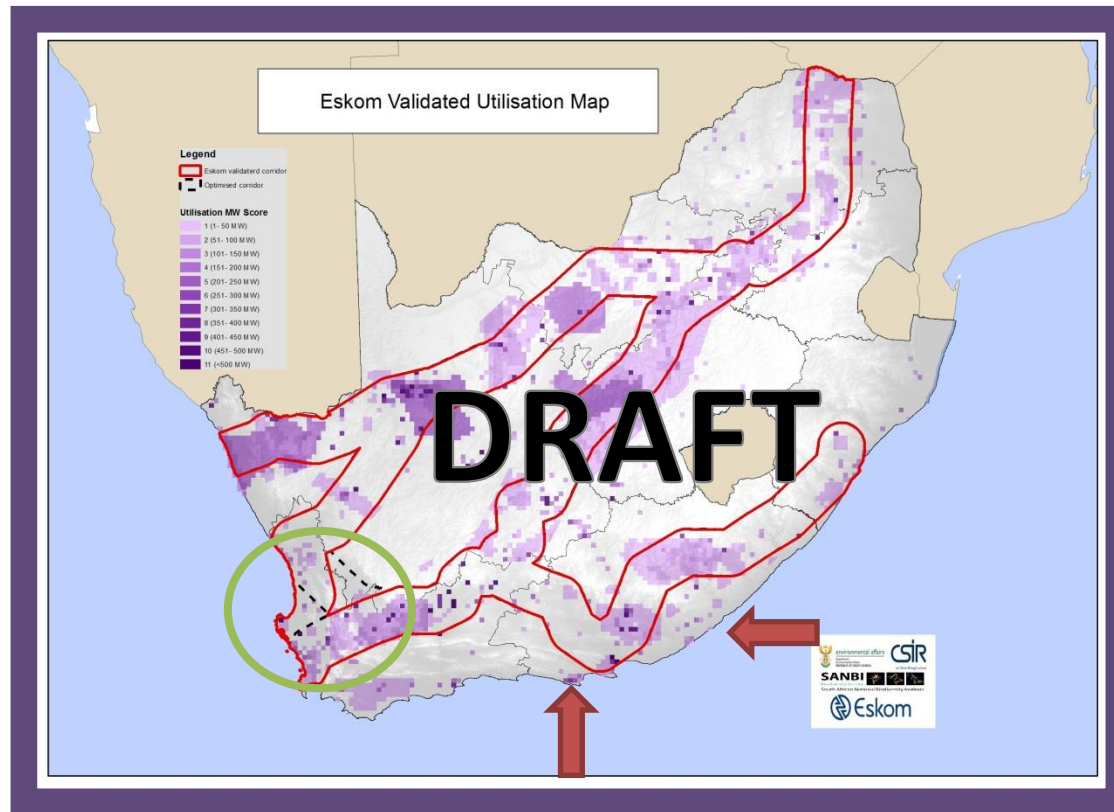 Eskom Validated Utilisation Map
Legend
Eskom validaterd corridor
Optimised corridor
Utilisation MW Score
1 (1- 50 MW)
2 (51- 100 MW)
3 (101- 150 MW)
4 (151- 200 MW)
5 (201- 250 MW)
6 (251- 300 MW)
7 (301- 350 MW)
8 (351- 400 MW)
9 (401- 450 MW)
10 (451- 500 MW)
11 (<500 MW)
DRAFT
environmental affairs
CSIR
SANBI
South African National Biodiversity Institute
Eskom